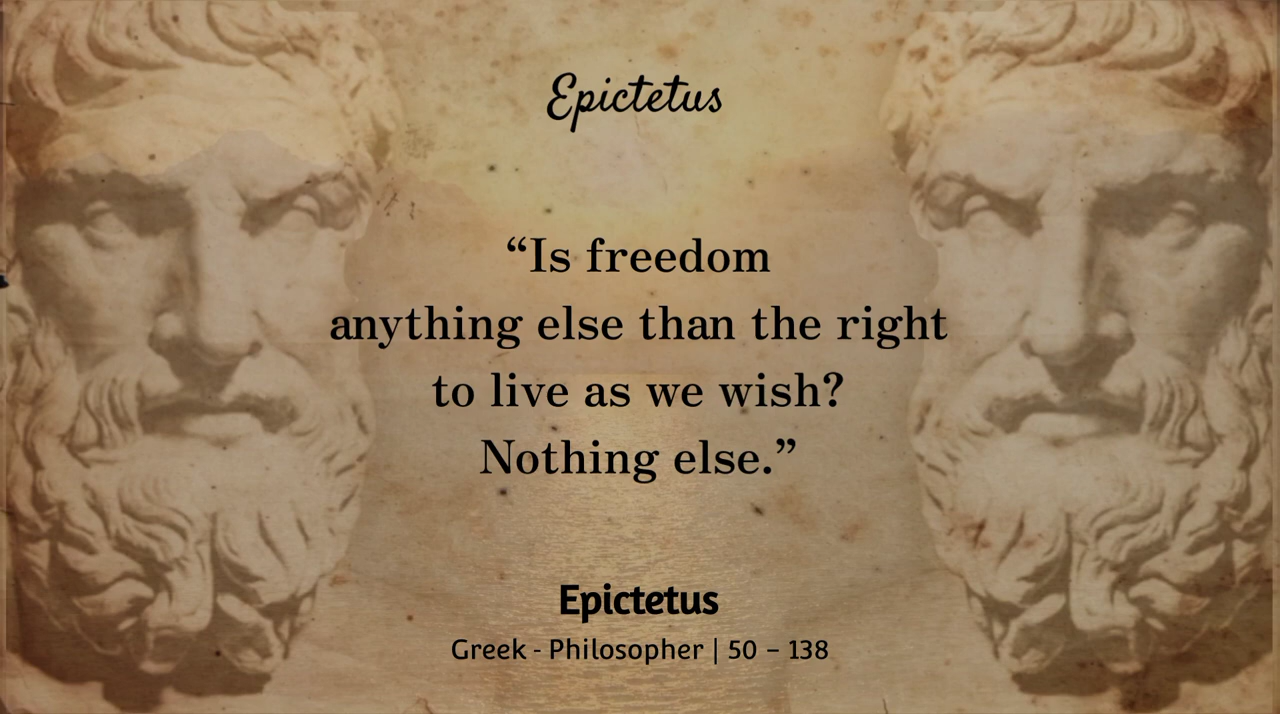 Epictetus
“Is freedom
anything else than the right
to live as we wish?
Nothing else.”
Epictetus
Greek - Philosopher | 50 – 138